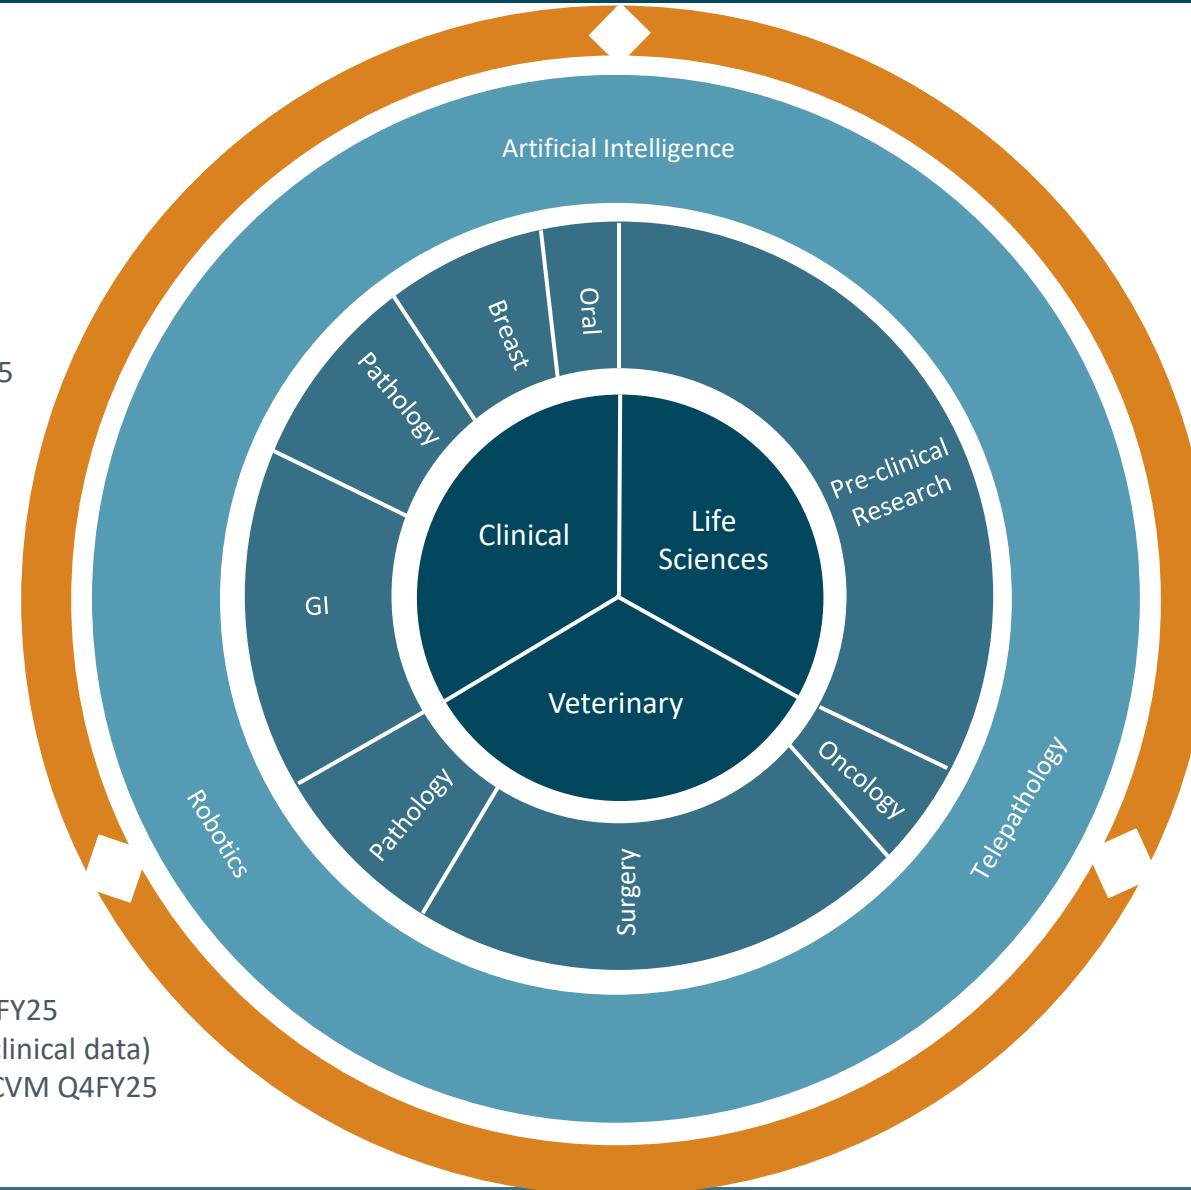 Artificial Intelligence
Oral
Breast
Pathology
5
Pre-clinical
Research
Clinical
Life
Sciences
GI
Veterinary
Oncology
Pathology
Surgery
Robotics
Telepathology
FY25
linical data)
CVM Q4FY25